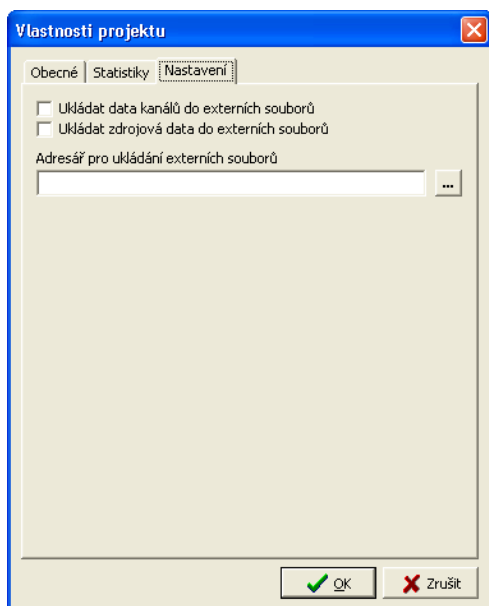 Vlastnosti projektu
Obecné Statistiky Nastavení
Ukládat data kanálů do externích souborů
Ukládat zdrojová data do externích souborů
Adresář pro ukládání externích souborů
...
OK Zrušit